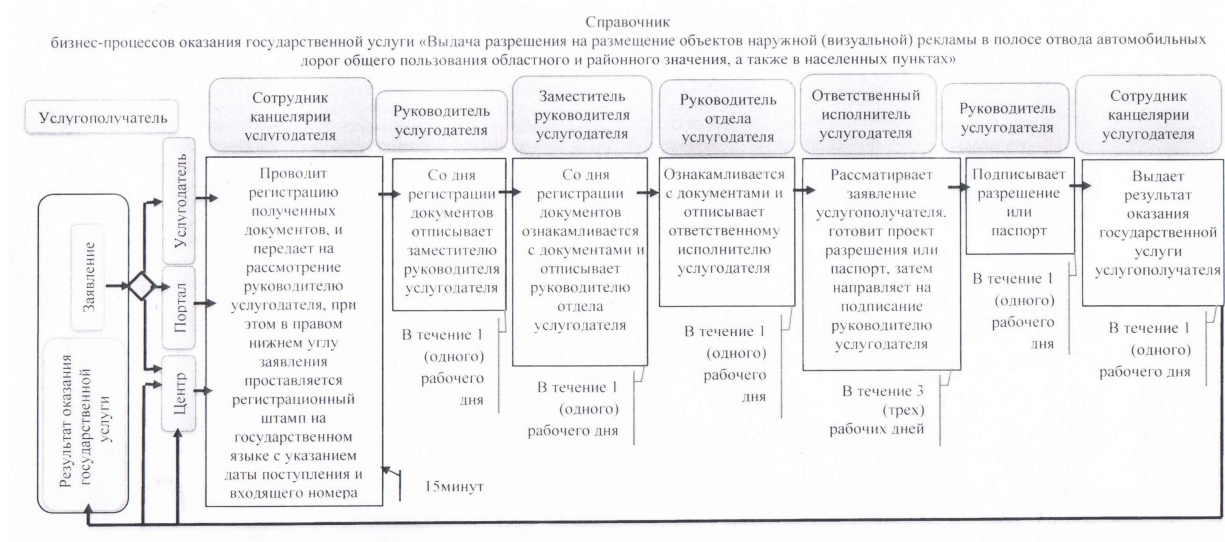 Справочник
бизнес-процессов оказания государственной услуги «Выдача разрешения на размещение объектов наружной (визуальной) рекламы в полосе отвода автомобильных
дорог общего пользования областного и районного значения, а также в населенных пунктах»
Услугополучатель
Сотрудник
канцелярии
услугодателя
Руководитель
услугодателя
Заместитель
руководителя
услугодателя
Руководитель
отдела
услугодателя
Ответственный
исполнитель
услугодателя
Руководитель
услугодателя
Сотрудник
канцелярии
услугодателя
Заявление
Результат оказания
государственной
услуги
Услугодатель
Портал
Центр
Проводит
регистрацию
полученных
документов, и
передает на
рассмотрение
руководителю
услугодателя, при
этом в правом
нижнем углу
заявления
проставляется
регистрационный
штамп на
государственном
языке с указанием
даты поступления и
входящего номера
15минут
Со дня
регистрации
документов
отписывает
заместителю
руководителя
услугодателя
В течение 1
(одного)
рабочего
дня
Со дня
регистрации
документов
ознакамливается
с документами и
отписывает
руководителю
отдела
услугодателя
В течение 1
(одного)
рабочего дня
Ознакамливается
с документами и
отписывает
ответственному
исполнителю
услугодателя
В течение 1
(одного)
рабочего
дня
Рассматирвает
заявление
услугополучателя,
готовит проект
разрешения или
паспорт, затем
направляет на
подписание
руководителю
услугодателя
В течение 3
(трех)
рабочих дней
Подписывает
разрешение
или
паспорт
В течение 1
(одного)
рабочего
дня
Выдает
результат
оказания
государственной
услуги
услугополучателя
В течение 1
(одного)
рабочего дня